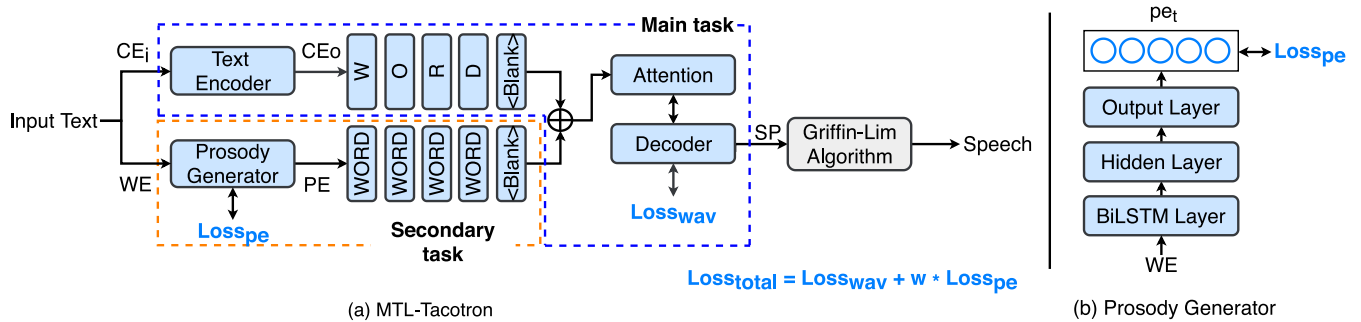 Main task
CEi
Text
Encoder
CEo
W
O
R
D
<Blank>
Attention
Input Text
Decoder
SP
Griffin-Lim
Algorithm
Speech
WE
Prosody
Generator
PE
WORD
WORD
WORD
WORD
<Blank>
Losspe
Secondary
task
Losswav
Losstotal = Losswav + w * Losspe
(a) MTL-Tacotron
pet
Losspe
Output Layer
Hidden Layer
BiLSTM Layer
WE
(b) Prosody Generator